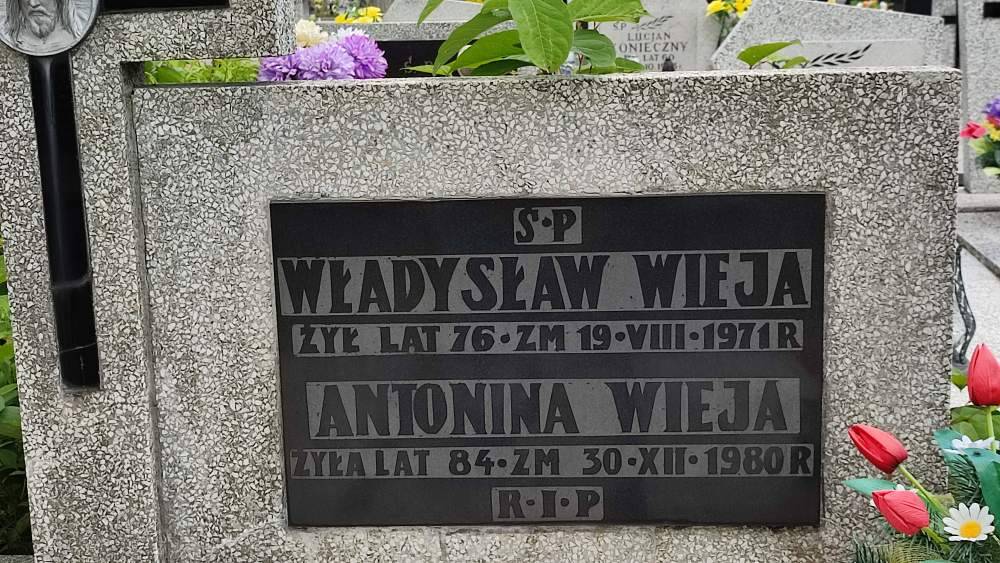 ŚP
LUCJAN
ONIECZNY
S·P
WŁADYSŁAW WIEJA
ŻYŁ LAT 76·ZM 19·VIII·1971 R
ANTONINA WIEJA
ŻYŁA LAT 84·ZM 30·XII·1980 R
R·I·P